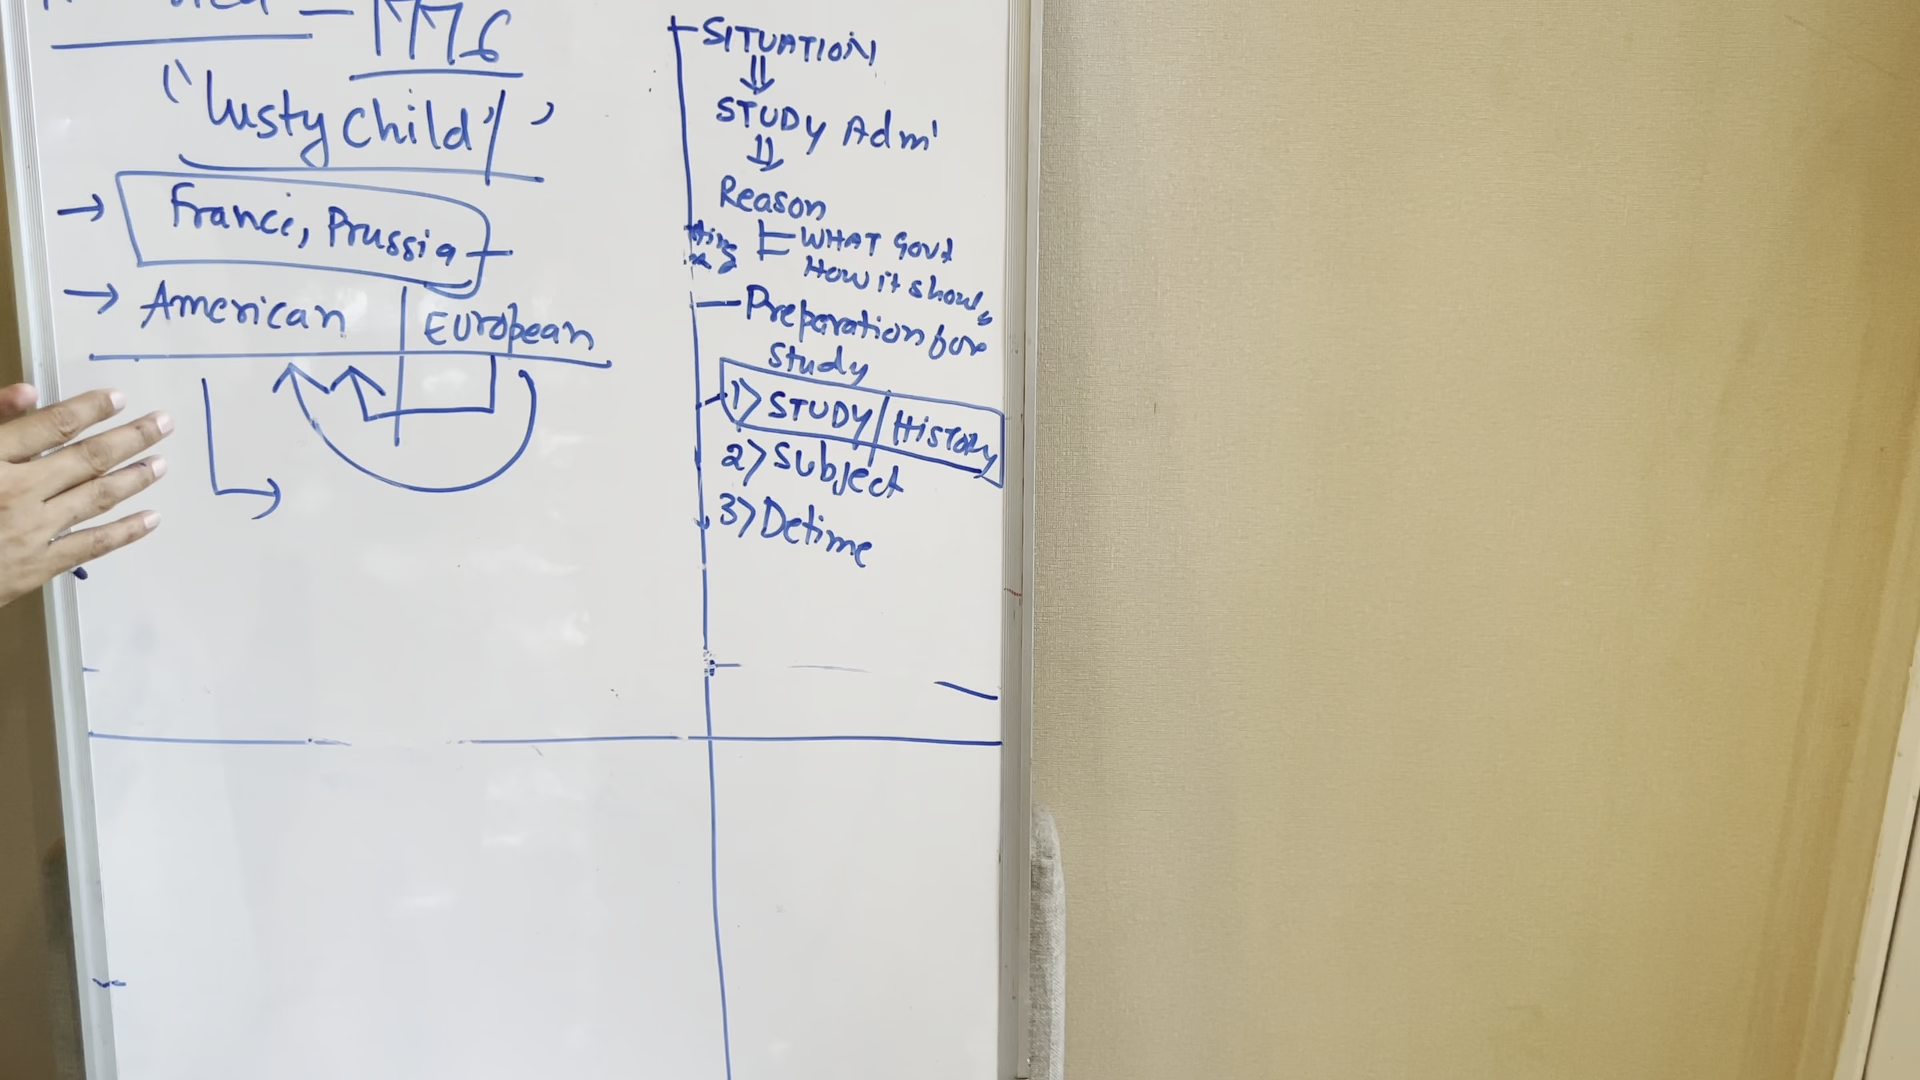 — 1776
"Lusty Child"
→ France, Prussia
→ American | European
SITUATION
⇓
STUDY Adm'
⇓
Reason
WHAT Govt
How it should
Preparation for
Study
1> STUDY / History
2> Subject
3> Detime